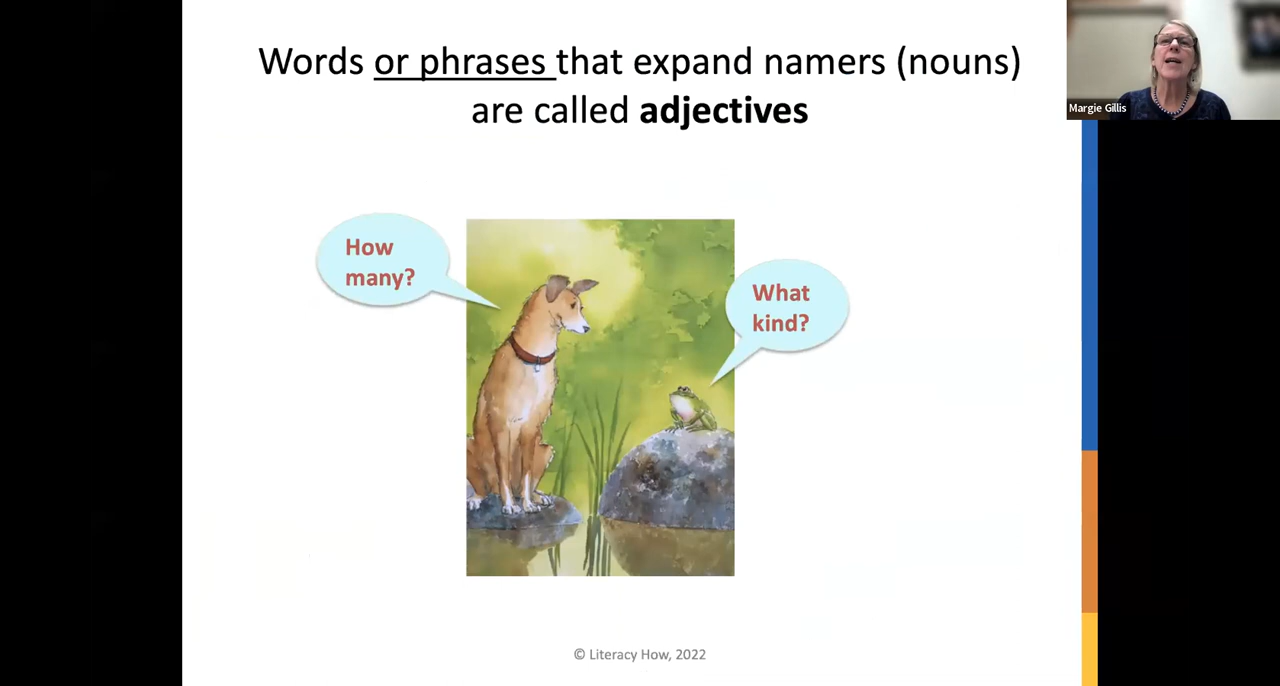 Words or phrases that expand namers (nouns)
are called adjectives
Margie Gillis
How
many?
What
kind?
© Literacy How, 2022